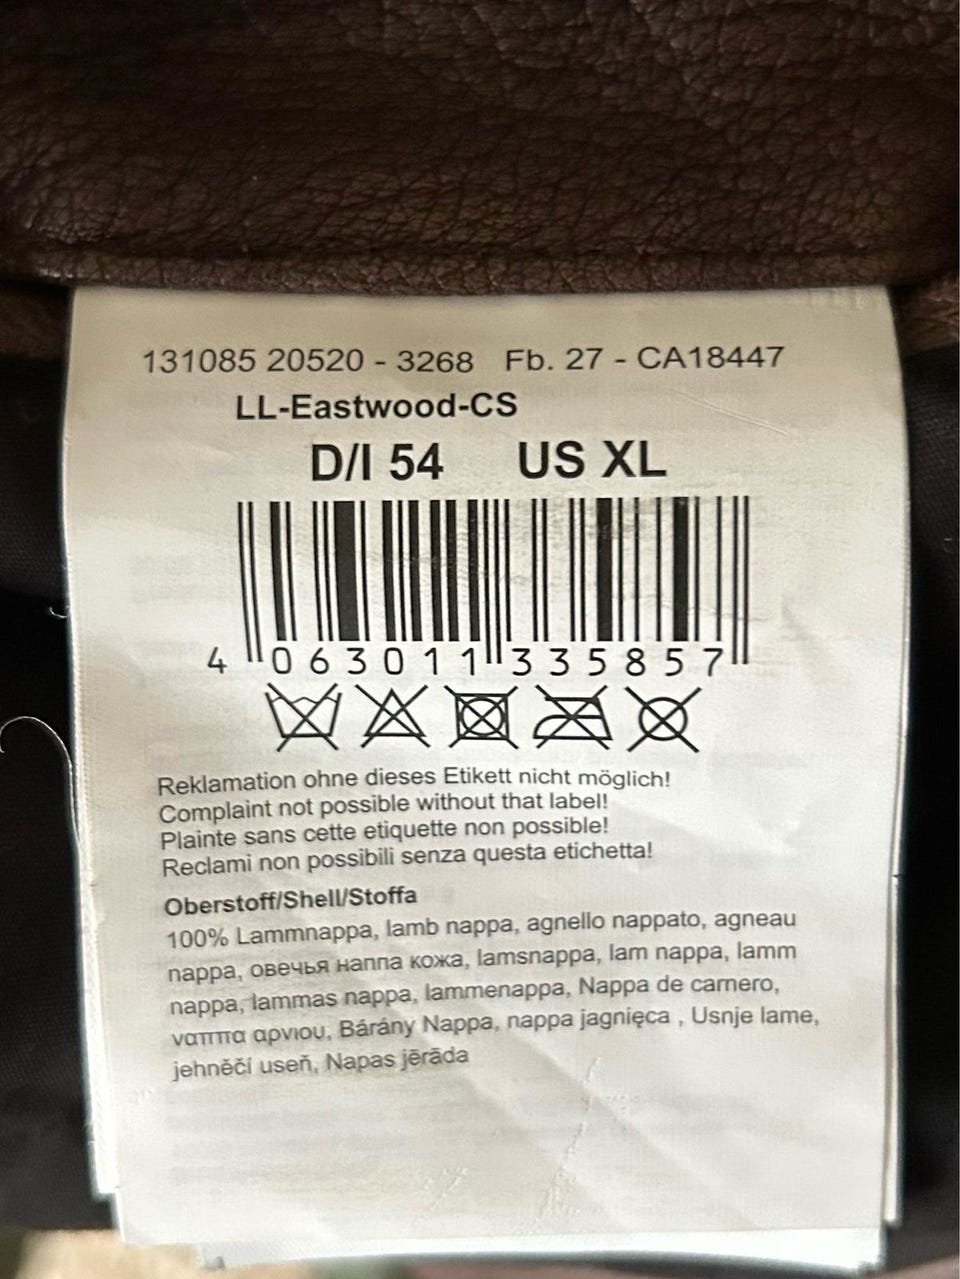 131085 20520 - 3268 Fb. 27 - CA18447
LL-Eastwood-CS
D/I 54 US XL
4 063011 335857
Reklamation ohne dieses Etikett nicht möglich!
Complaint not possible without that label!
Plainte sans cette etiquette non possible!
Reclami non possibili senza questa etichetta!
Oberstoff/Shell/Stoffa
100% Lammnappa, lamb nappa, agnello nappato, agneau
nappa, овечья наппа кожа, lamsnappa, lam nappa, lamm
nappa, lammas nappa, lammenappa, Nappa de carnero,
ναππα αρνιου, Bárány Nappa, nappa jagnięca , Usnje lame,
jehněčí useň, Napas jērāda